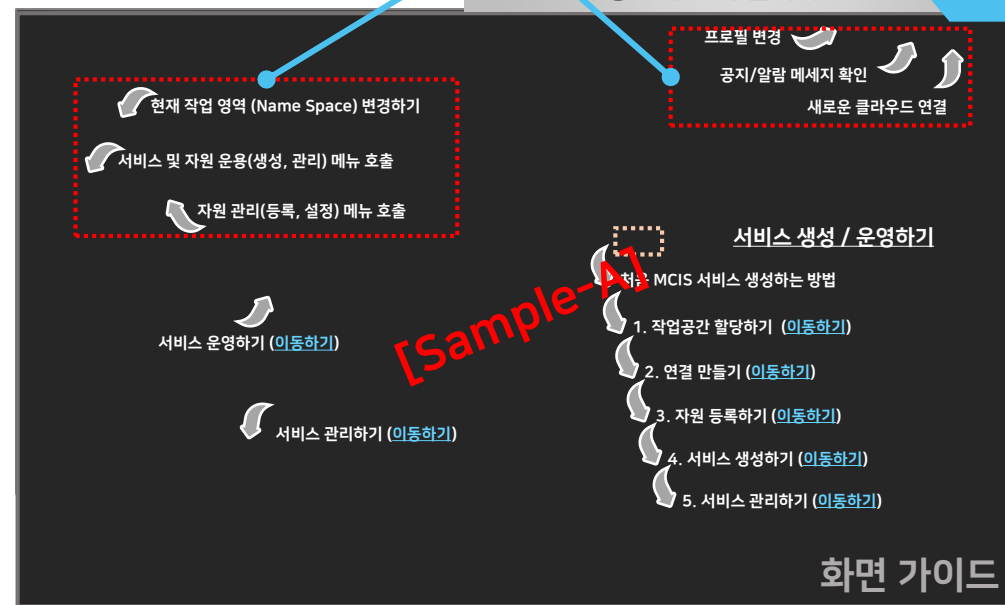 프로필 변경
공지/알람 메세지 확인
새로운 클라우드 연결
현재 작업 영역 (Name Space) 변경하기
서비스 및 자원 운용(생성, 관리) 메뉴 호출
자원 관리(등록, 설정) 메뉴 호출
서비스 생성 / 운영하기
처음 MCIS 서비스 생성하는 방법
[Sample-A]
1. 작업공간 할당하기 (이동하기)
서비스 운영하기 (이동하기)
2. 연결 만들기 (이동하기)
3. 자원 등록하기 (이동하기)
서비스 관리하기 (이동하기)
4. 서비스 생성하기 (이동하기)
5. 서비스 관리하기 (이동하기)
화면 가이드